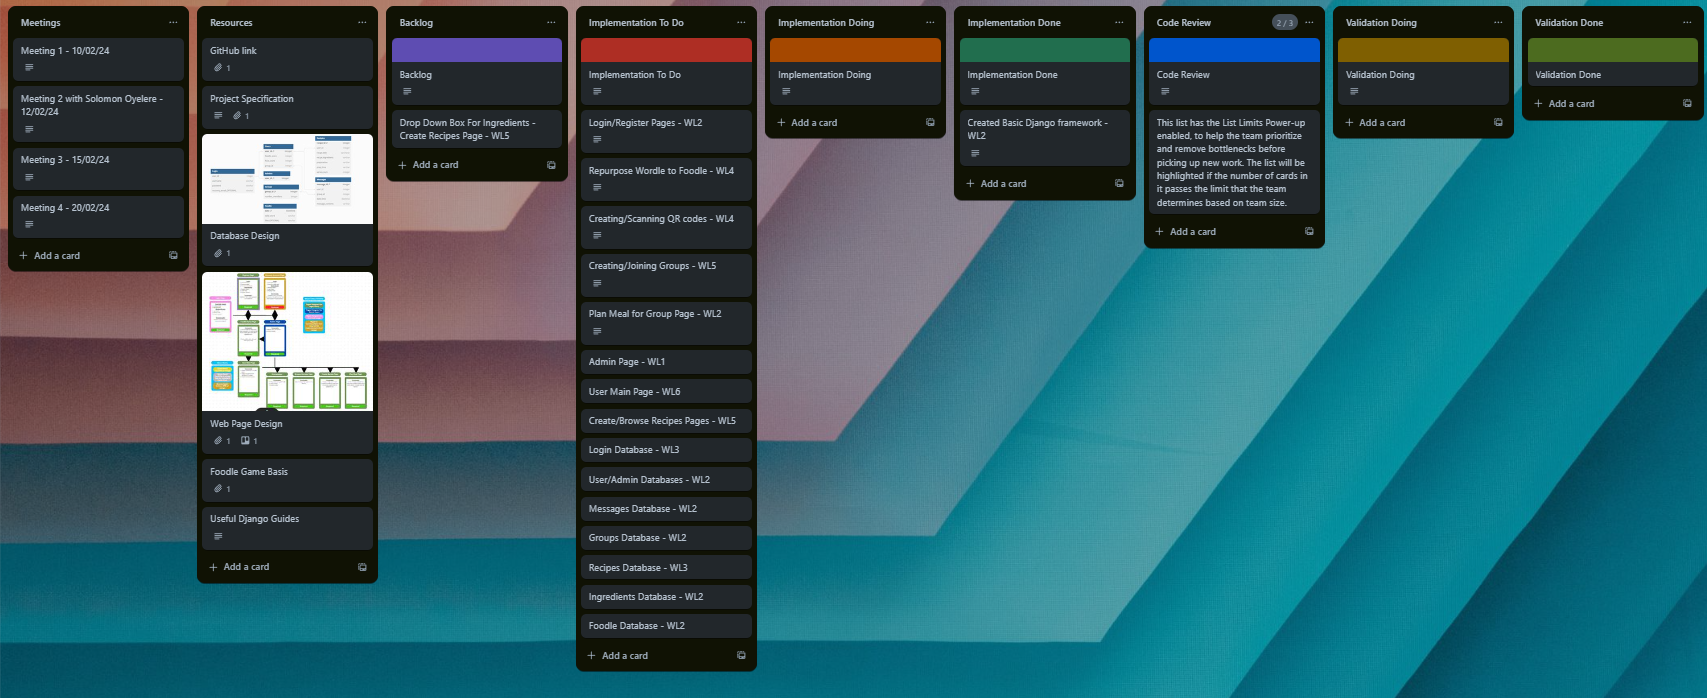 Meetings
Meeting 1 - 10/02/24
Meeting 2 with Solomon Oyelere -
12/02/24
Meeting 3 - 15/02/24
Meeting 4 - 20/02/24
Add a card
Resources
GitHub link
1
Project Specification
1
Database Design
1
Web Page Design
1
1
Foodle Game Basis
1
Useful Django Guides
Add a card
Backlog
Backlog
Drop Down Box For Ingredients -
Create Recipes Page - WL5
Add a card
Implementation To Do
Implementation To Do
Login/Register Pages - WL2
Repurpose Wordle to Foodle - WL4
Creating/Scanning QR codes - WL4
Creating/Joining Groups - WL5
Plan Meal for Group Page - WL2
Admin Page - WL1
User Main Page - WL6
Create/Browse Recipes Pages - WL5
Login Database - WL3
User/Admin Databases - WL2
Messages Database - WL2
Groups Database - WL2
Recipes Database - WL3
Ingredients Database - WL2
Foodle Database - WL2
Add a card
Implementation Doing
Implementation Doing
Add a card
Implementation Done
Implementation Done
Created Basic Django framework -
WL2
Add a card
Code Review
2 / 3
Code Review
This list has the List Limits Power-up
enabled, to help the team prioritize
and remove bottlenecks before
picking up new work. The list will be
highlighted if the number of cards in
it passes the limit that the team
determines based on team size.
Add a card
Validation Doing
Validation Doing
Add a card
Validation Done
Validation Done
Add a card